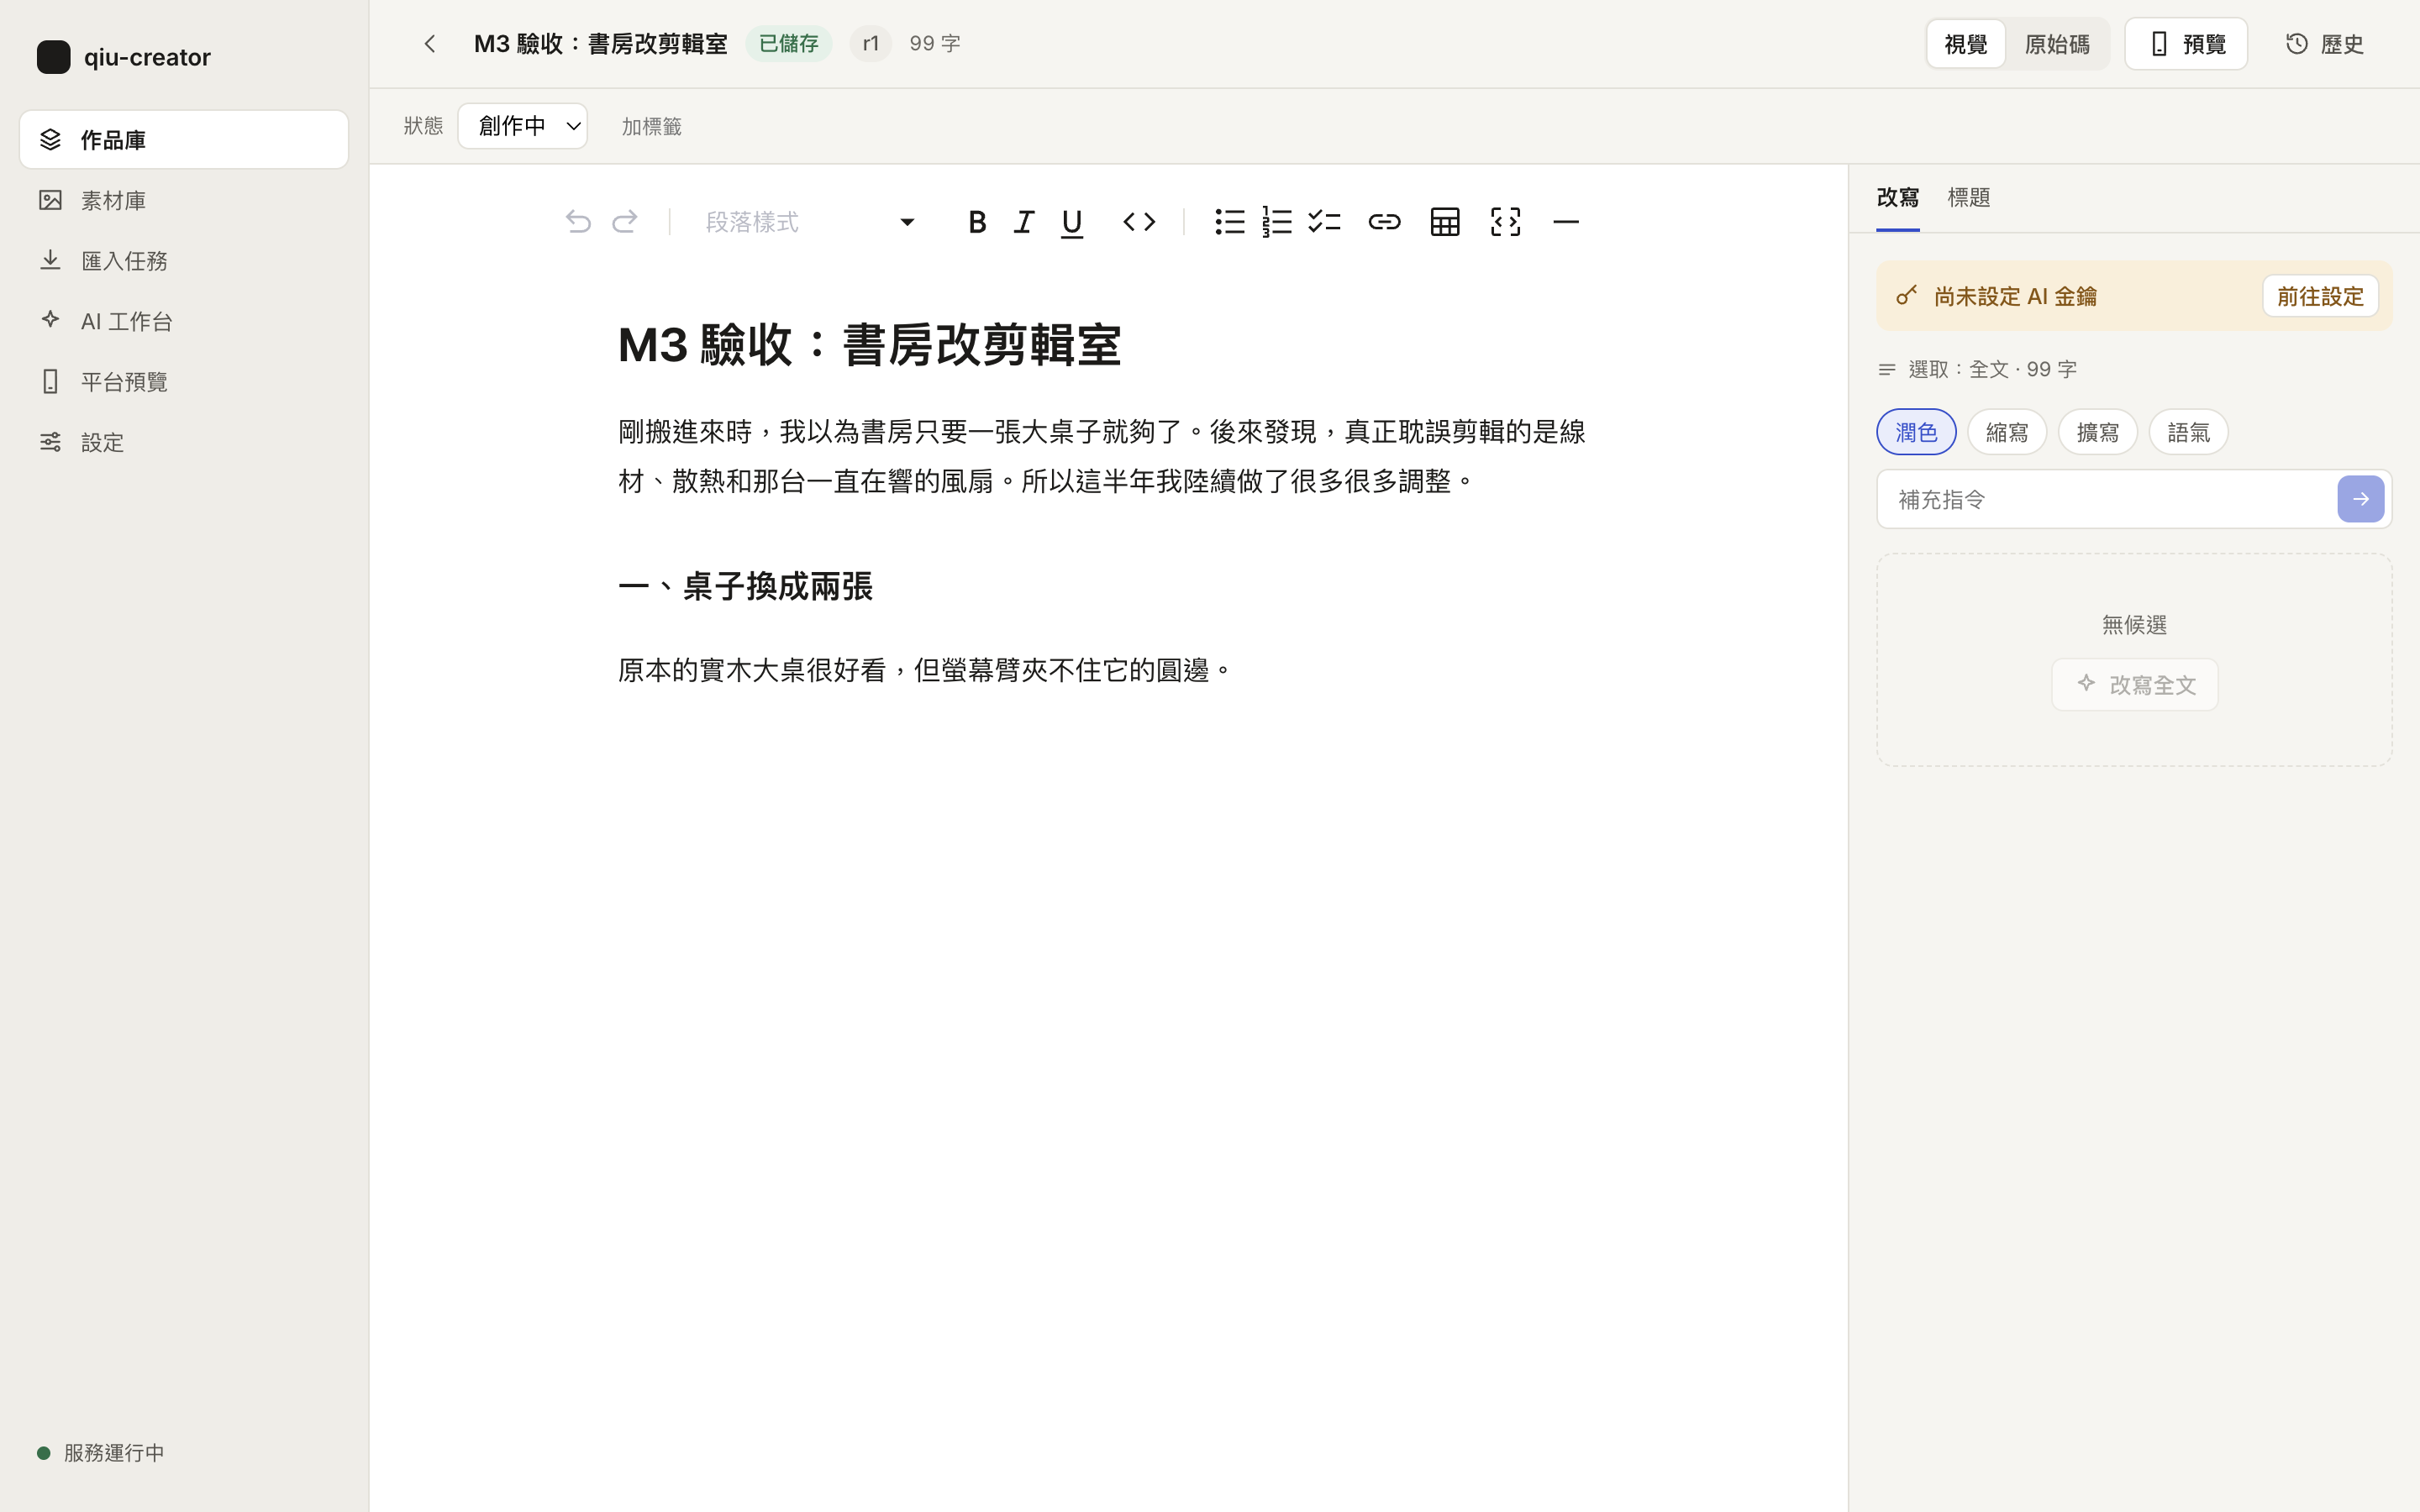 qiu-creator
作品庫
素材庫
匯入任務
AI 工作台
平台預覽
設定
服務運行中
M3 驗收：書房改剪輯室
已儲存
r1
99 字
視覺
原始碼
預覽
歷史
狀態
創作中
加標籤
段落樣式
B I U
M3 驗收：書房改剪輯室
剛搬進來時，我以為書房只要一張大桌子就夠了。後來發現，真正耽誤剪輯的是線
材、散熱和那台一直在響的風扇。所以這半年我陸續做了很多很多調整。
一、桌子換成兩張
原本的實木大桌很好看，但螢幕臂夾不住它的圓邊。
改寫
標題
尚未設定 AI 金鑰
前往設定
選取：全文 · 99 字
潤色
縮寫
擴寫
語氣
補充指令
無候選
改寫全文